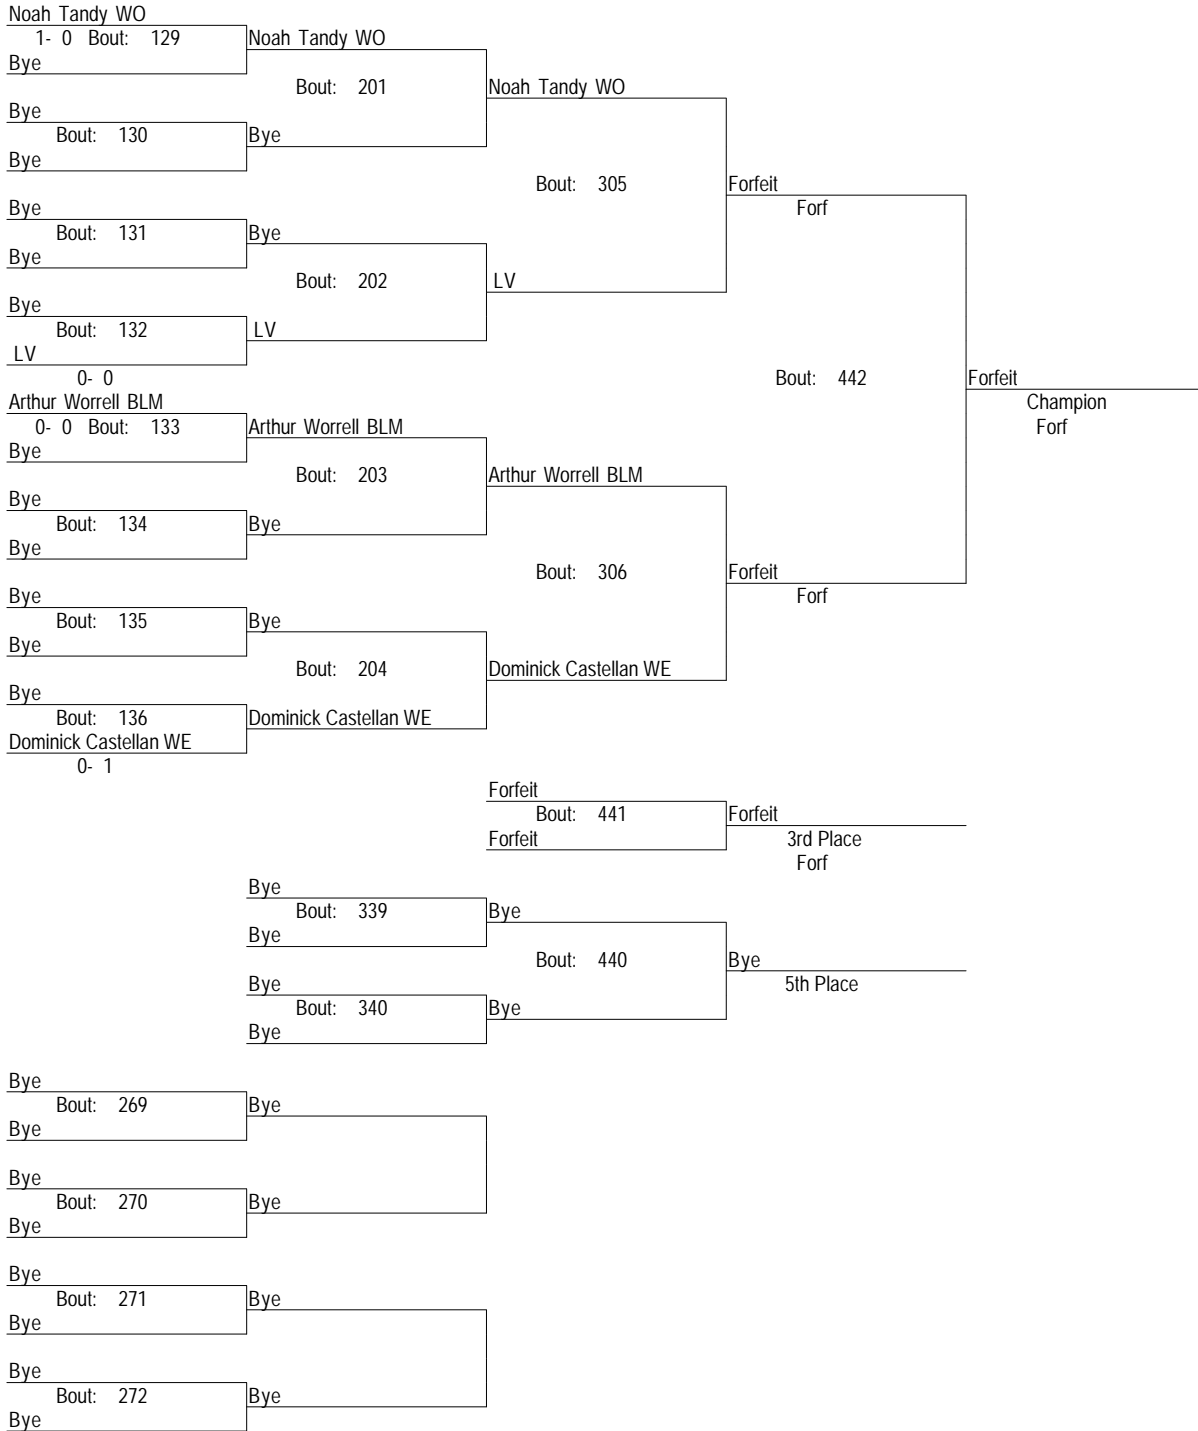 Noah Tandy WO
1- 0 Bout: 129
Noah Tandy WO
Bye
Bout: 201
Noah Tandy WO
Bye
Bout: 130
Bye
Bye
Bout: 305
Forfeit
Forf
Bye
Bout: 131
Bye
Bye
Bout: 202
LV
Bye
Bout: 132
LV
LV
0- 0
Bout: 442
Forfeit
Champion
Forf
Arthur Worrell BLM
0- 0 Bout: 133
Arthur Worrell BLM
Bye
Bout: 203
Arthur Worrell BLM
Bye
Bout: 134
Bye
Bye
Bout: 306
Forfeit
Forf
Bye
Bout: 135
Bye
Bye
Bout: 204
Dominick Castellan WE
Bye
Bout: 136
Dominick Castellan WE
Dominick Castellan WE
0- 1
Forfeit
Bout: 441
Forfeit
Forfeit
3rd Place
Forf
Bye
Bout: 339
Bye
Bye
Bout: 440
Bye
5th Place
Bye
Bout: 340
Bye
Bye
Bye
Bout: 269
Bye
Bye
Bye
Bout: 270
Bye
Bye
Bye
Bout: 271
Bye
Bye
Bye
Bout: 272
Bye
Bye